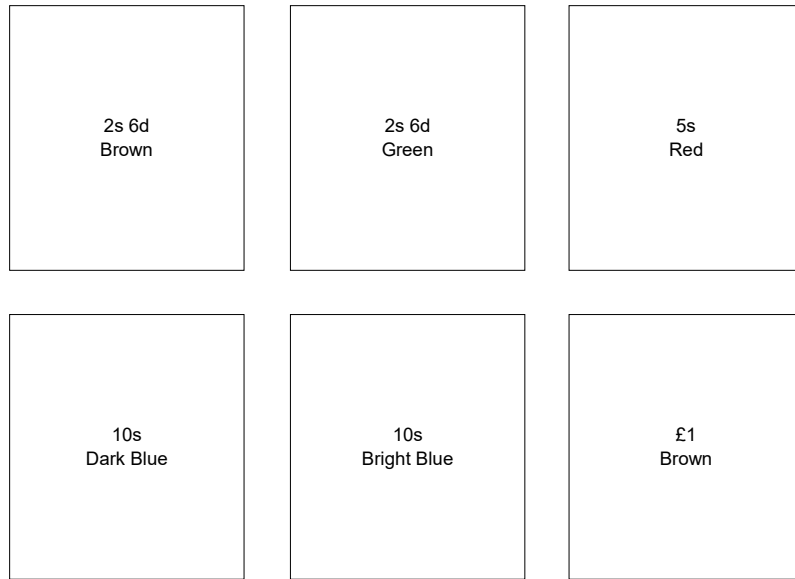 2s 6d
Brown
2s 6d
Green
5s
Red
10s
Dark Blue
10s
Bright Blue
£1
Brown